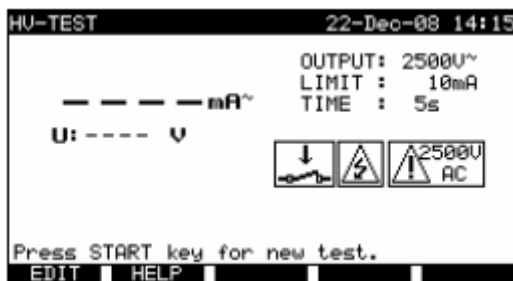 HV-TEST 22-Dec-08 14:15
OUTPUT: 2500V~
LIMIT : 10mA
TIME : 5s
– – – – mA~
U: - - - - V
2500V
AC
Press START key for new test.
EDIT HELP